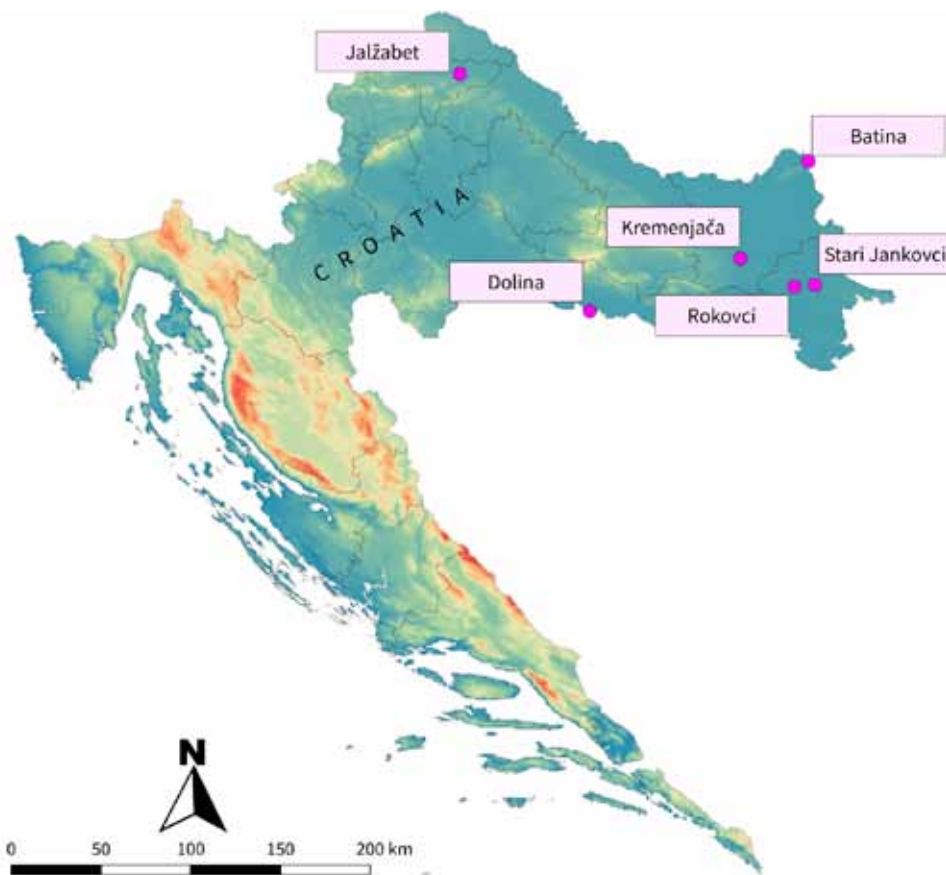 Jalžabet
Batina
CROATIA
Kremenjača
Stari Jankovci
Dolina
Rokovci
N
0 50 100 150 200 km